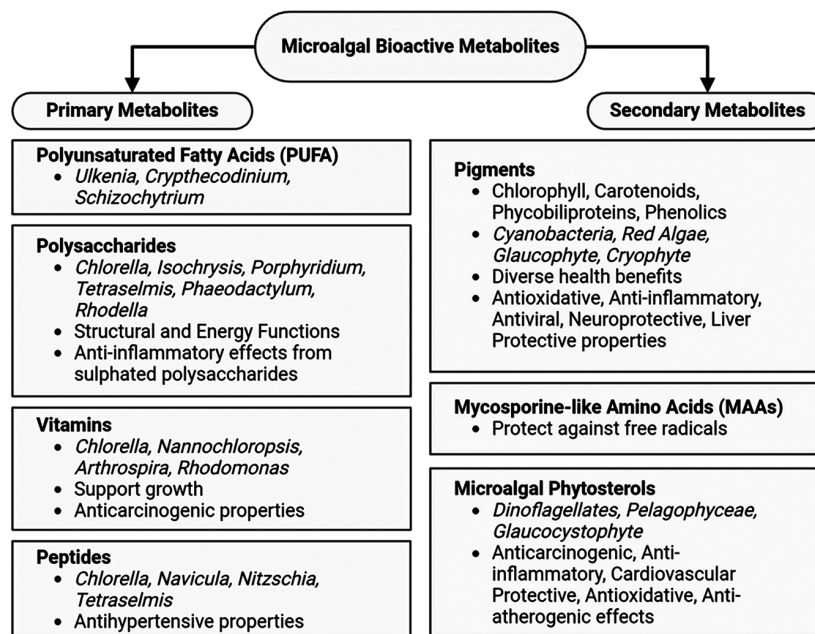 Microalgal Bioactive Metabolites
Primary Metabolites
Polyunsaturated Fatty Acids (PUFA)
• Ulkenia, Crypthecodinium,
Schizochytrium
Polysaccharides
• Chlorella, Isochrysis, Porphyridium,
Tetraselmis, Phaeodactylum,
Rhodella
• Structural and Energy Functions
• Anti-inflammatory effects from
sulphated polysaccharides
Vitamins
• Chlorella, Nannochloropsis,
Arthrospira, Rhodomonas
• Support growth
• Anticarcinogenic properties
Peptides
• Chlorella, Navicula, Nitzschia,
Tetraselmis
• Antihypertensive properties
Secondary Metabolites
Pigments
• Chlorophyll, Carotenoids,
Phycobiliproteins, Phenolics
• Cyanobacteria, Red Algae,
Glaucophyte, Cryophyte
• Diverse health benefits
• Antioxidative, Anti-inflammatory,
Antiviral, Neuroprotective, Liver
Protective properties
Mycosporine-like Amino Acids (MAAs)
• Protect against free radicals
Microalgal Phytosterols
• Dinoflagellates, Pelagophyceae,
Glaucocystophyte
• Anticarcinogenic, Anti-
inflammatory, Cardiovascular
Protective, Antioxidative, Anti-
atherogenic effects